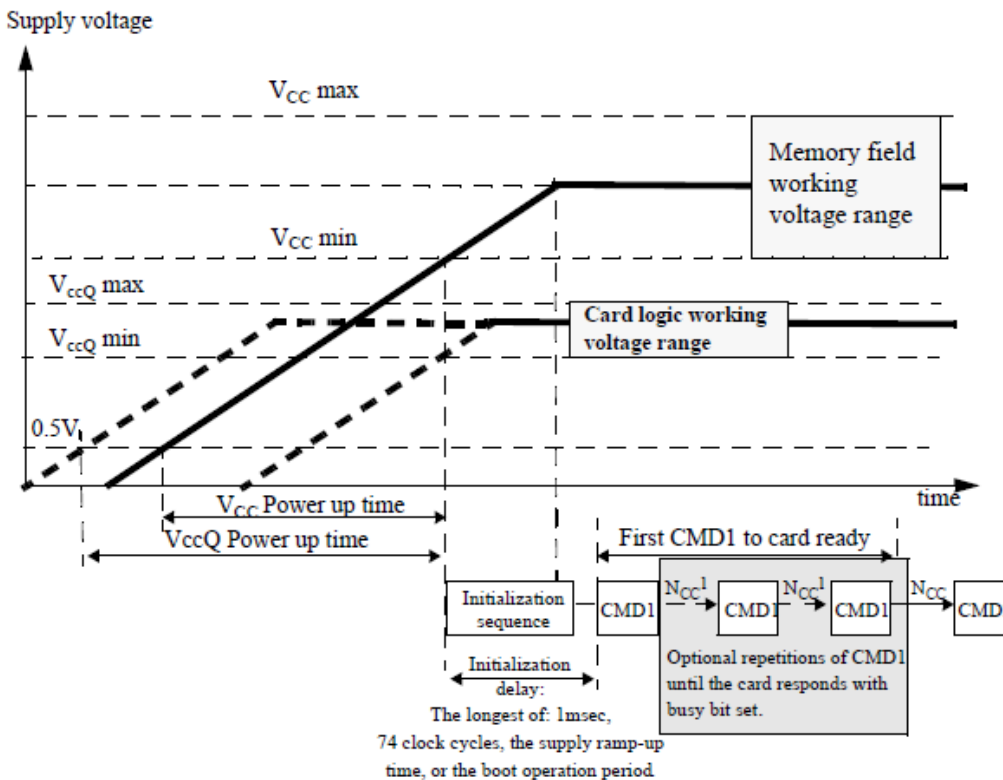 Supply voltage
VCC max
Memory field
working
voltage range
VCC min
VccQ max
VccQ min
Card logic working
voltage range
0.5V
time
VCC Power up time
VccQ Power up time
First CMD1 to card ready
Initialization
sequence
CMD1
NCC1
CMD1
NCC1
CMD1
NCC
CMD
Optional repetitions of CMD1
until the card responds with
busy bit set.
Initialization
delay:
The longest of: 1msec,
74 clock cycles, the supply ramp-up
time, or the boot operation period